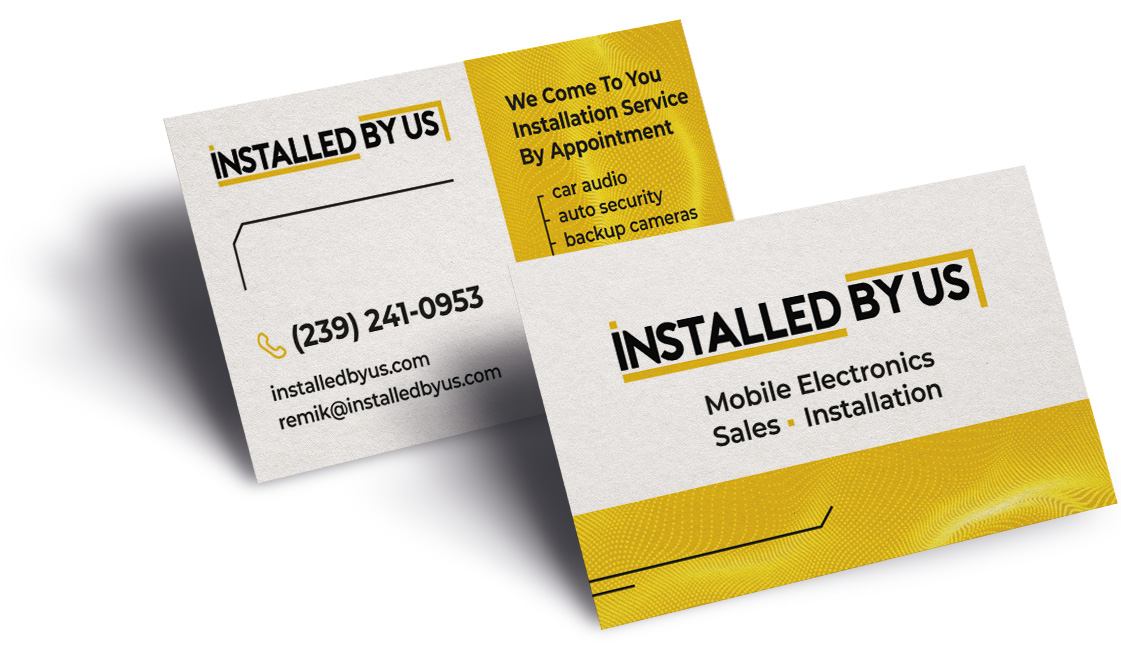 INSTALLED BY US
(239) 241-0953
installedbyus.com
remik@installedbyus.com
We Come To You
Installation Service
By Appointment
car audio
auto security
backup cameras
INSTALLED BY US
Mobile Electronics
Sales ▪ Installation